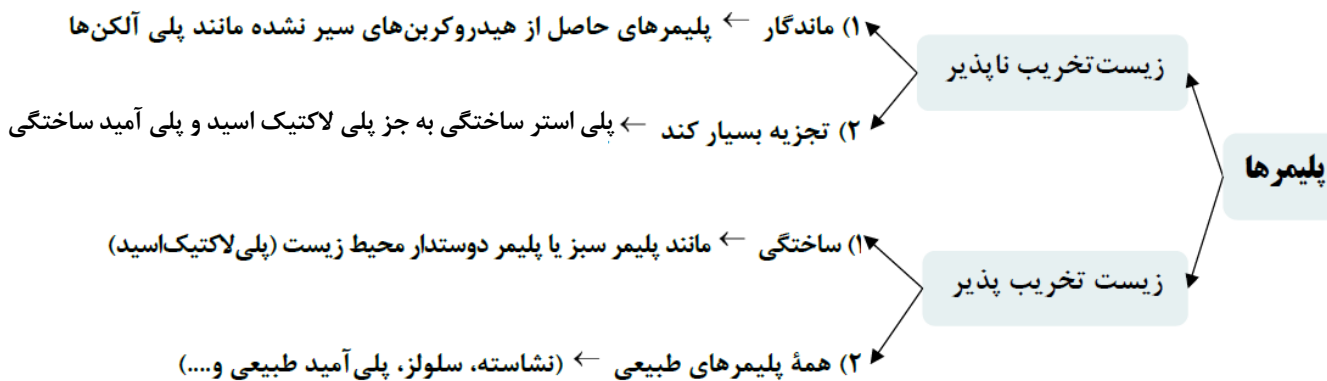 پلیمرها
زیست‌تخریب ناپذیر
۱) ماندگار ← پلیمرهای حاصل از هیدروکربن‌های سیر نشده مانند پلی آلکن‌ها
۲) تجزیه بسیار کند ← پلی استر ساختگی به جز پلی لاکتیک اسید و پلی آمید ساختگی
زیست تخریب پذیر
۱) ساختگی ← مانند پلیمر سبز یا پلیمر دوستدار محیط زیست (پلی‌لاکتیک‌اسید)
۲) همهٔ پلیمرهای طبیعی ← (نشاسته، سلولز، پلی‌آمید طبیعی و....)